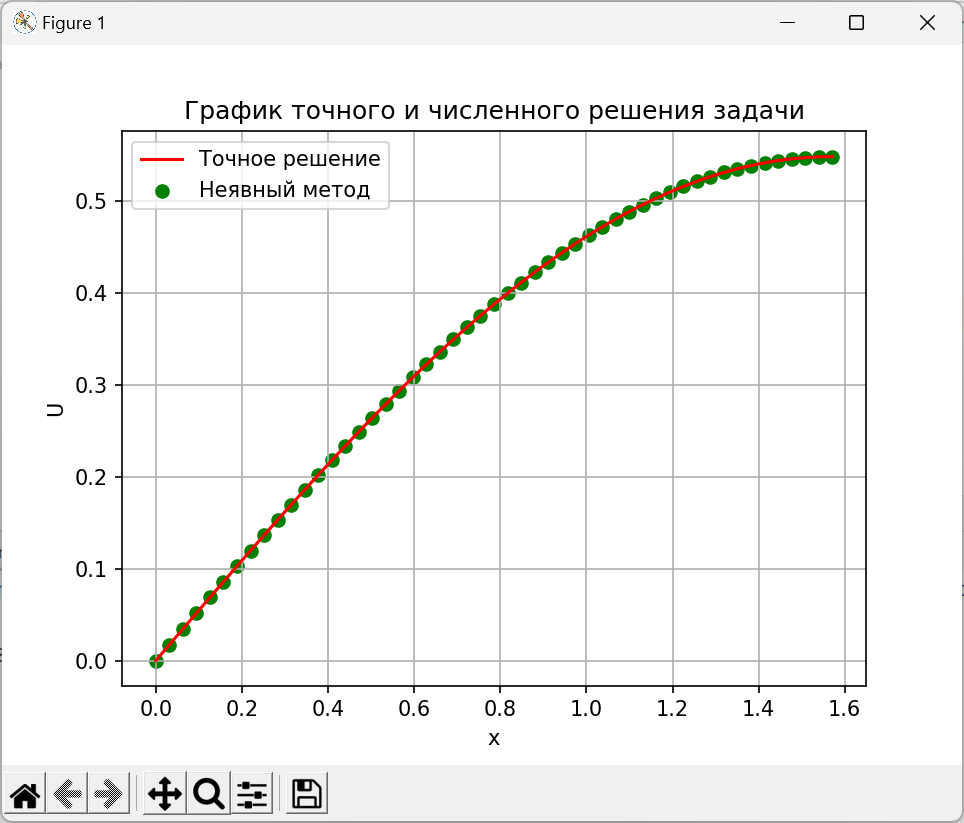 Figure 1
График точного и численного решения задачи
Точное решение
Неявный метод
0.5
0.4
0.3
0.2
0.1
0.0
U
0.0 0.2 0.4 0.6 0.8 1.0 1.2 1.4 1.6
x